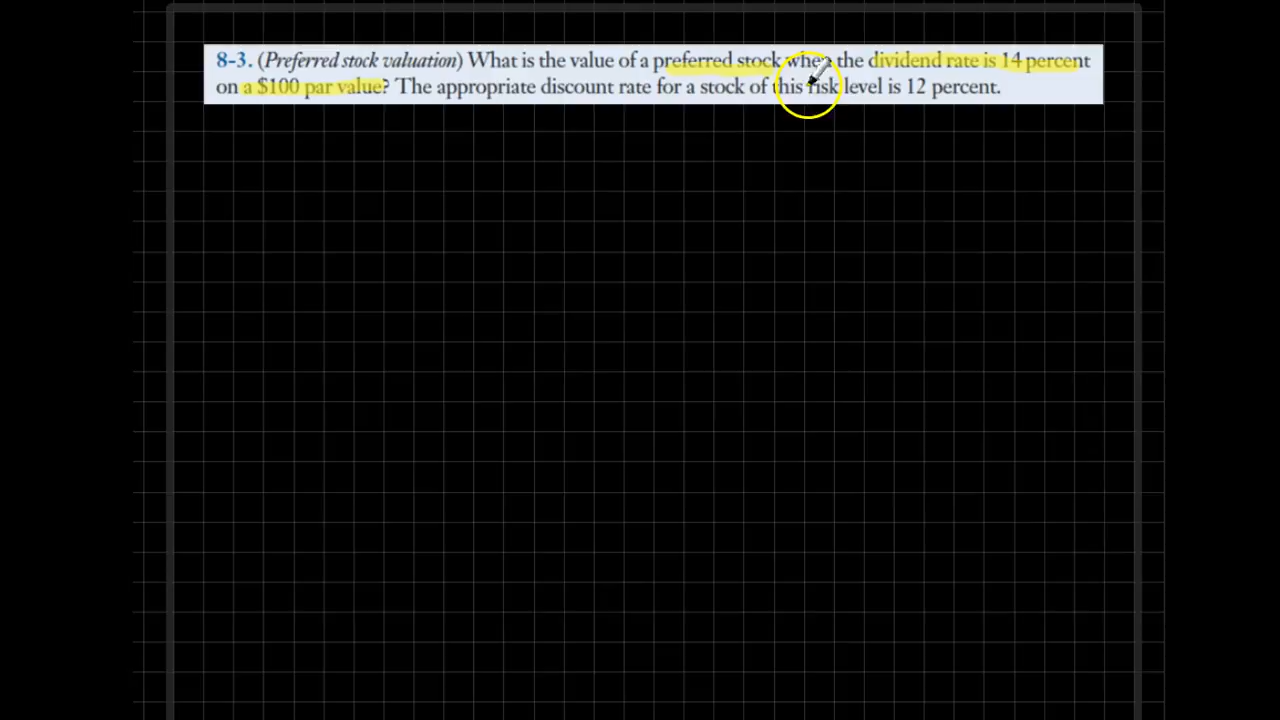 8-3. (Preferred stock valuation) What is the value of a preferred stock when the dividend rate is 14 percent
on a $100 par value? The appropriate discount rate for a stock of this risk level is 12 percent.